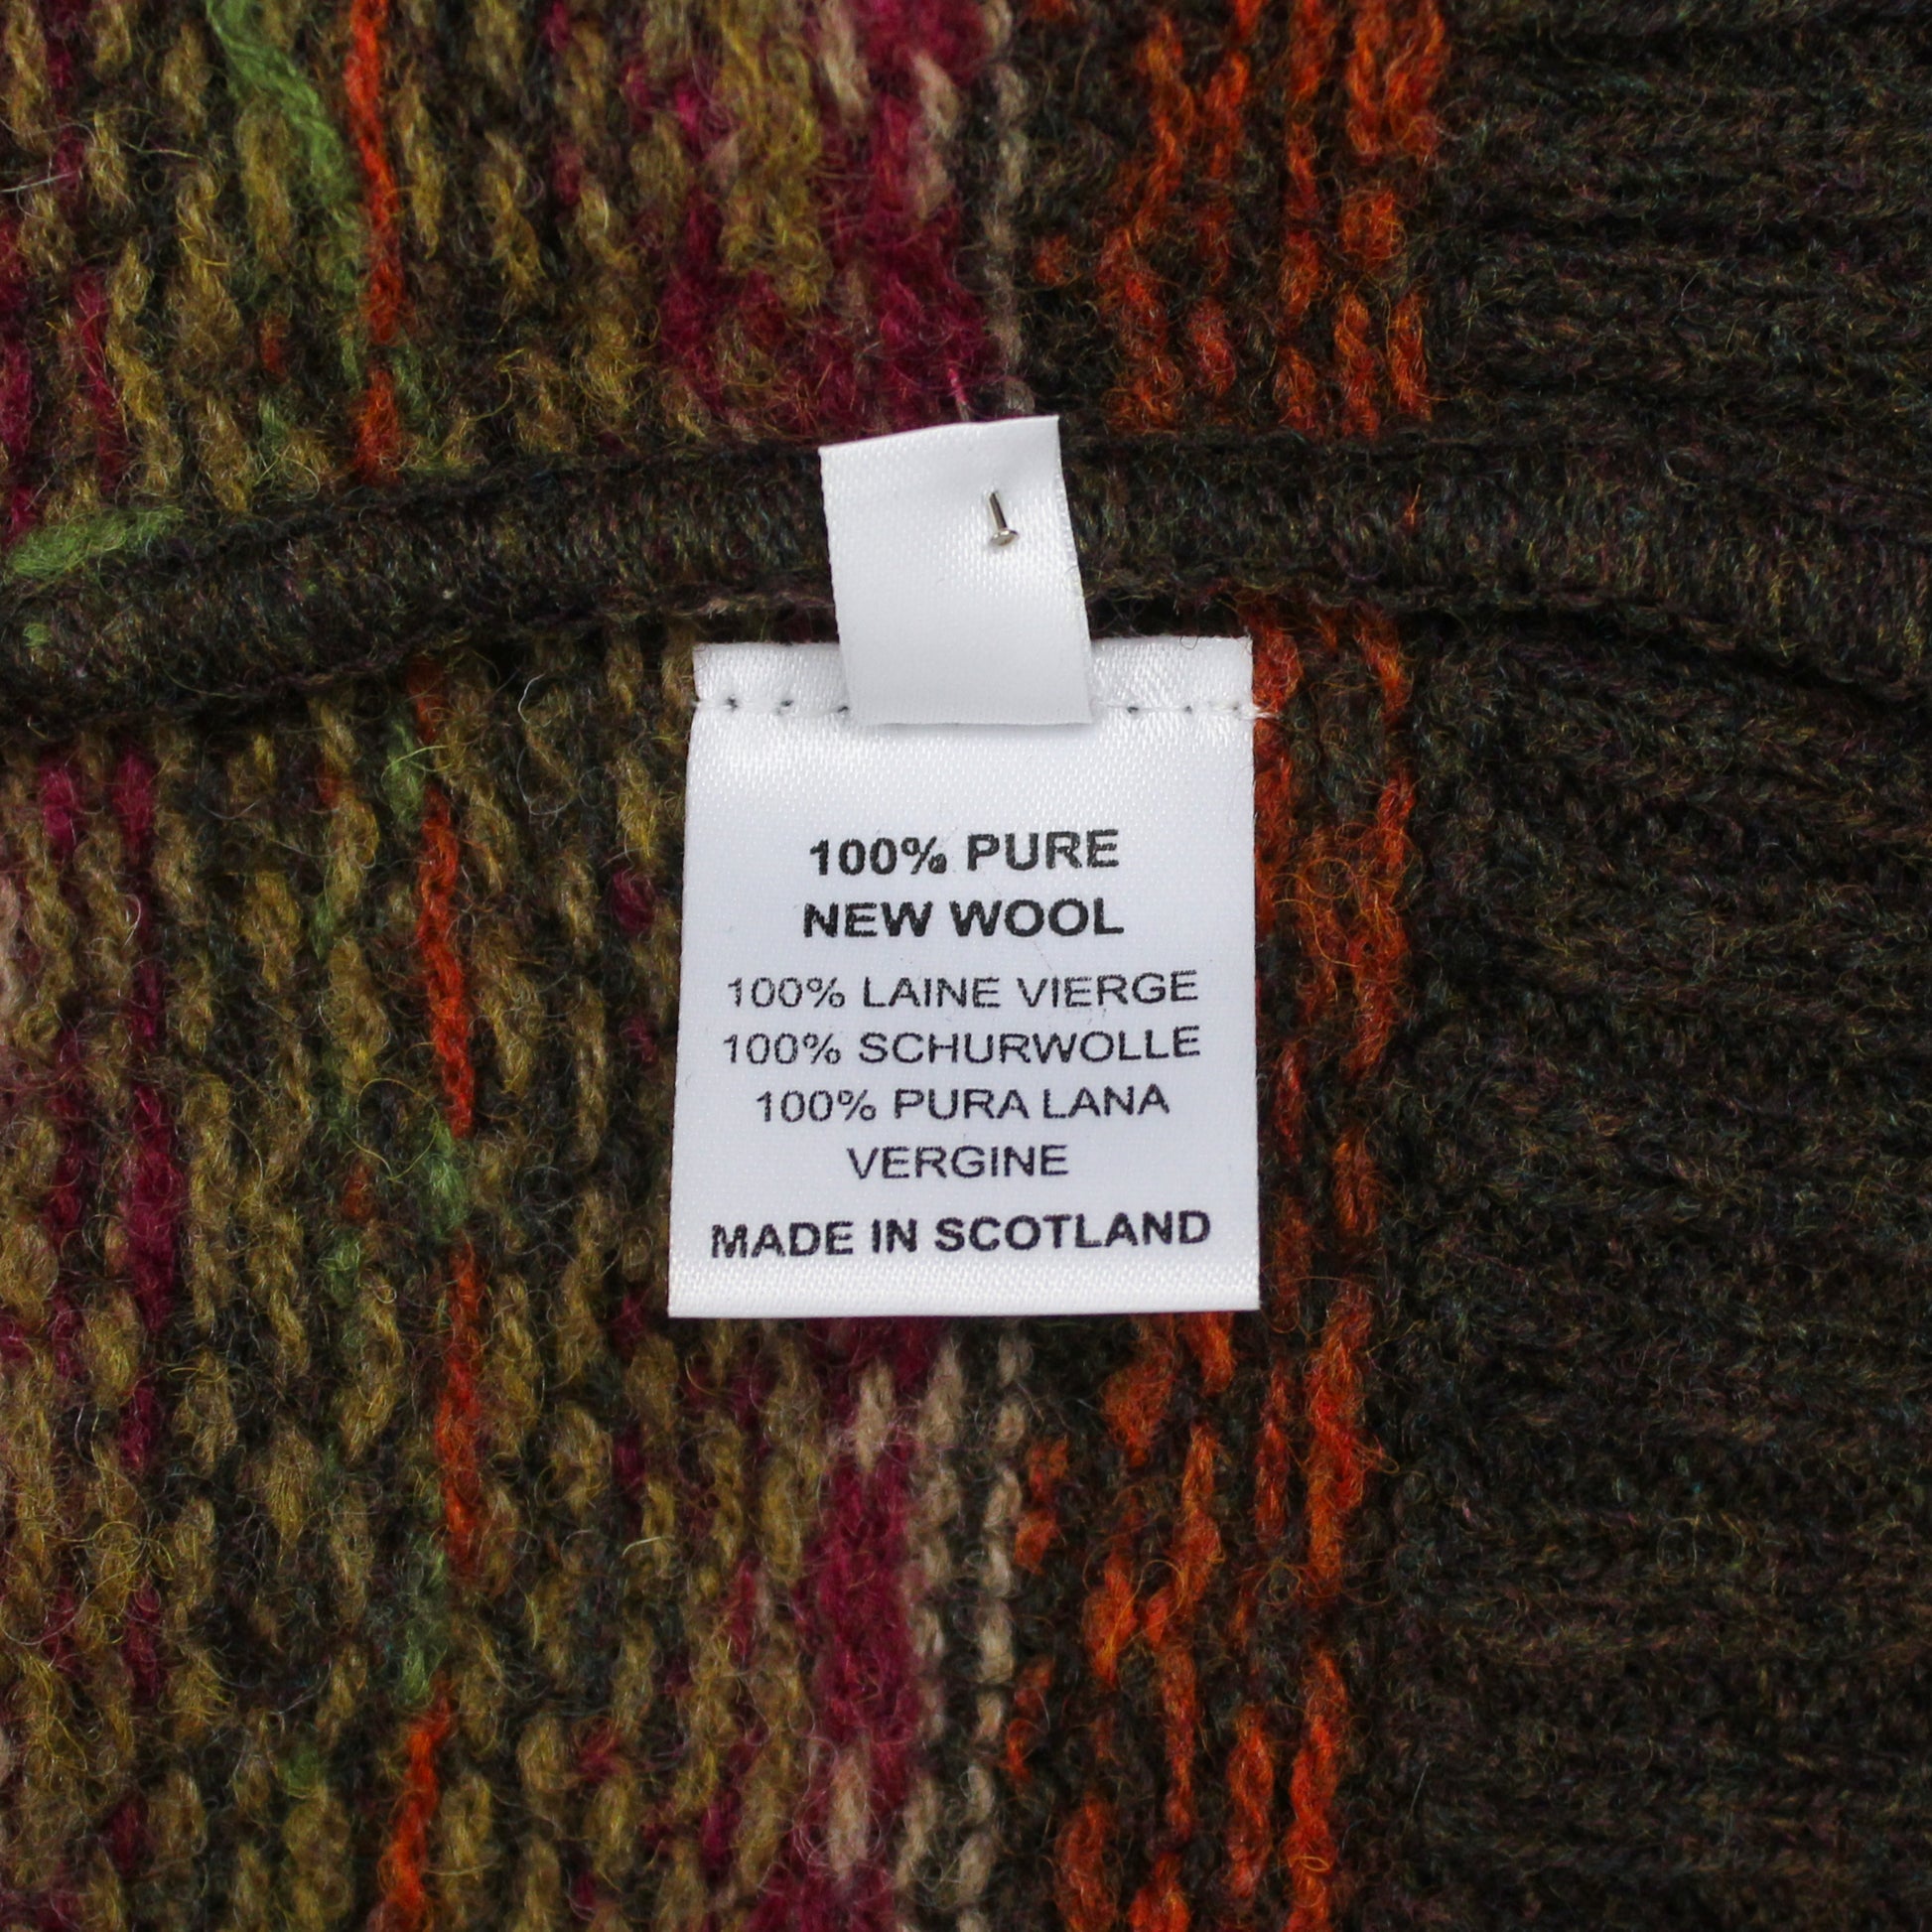 100% PURE
NEW WOOL
100% LAINE VIERGE
100% SCHURWOLLE
100% PURA LANA
VERGINE
MADE IN SCOTLAND